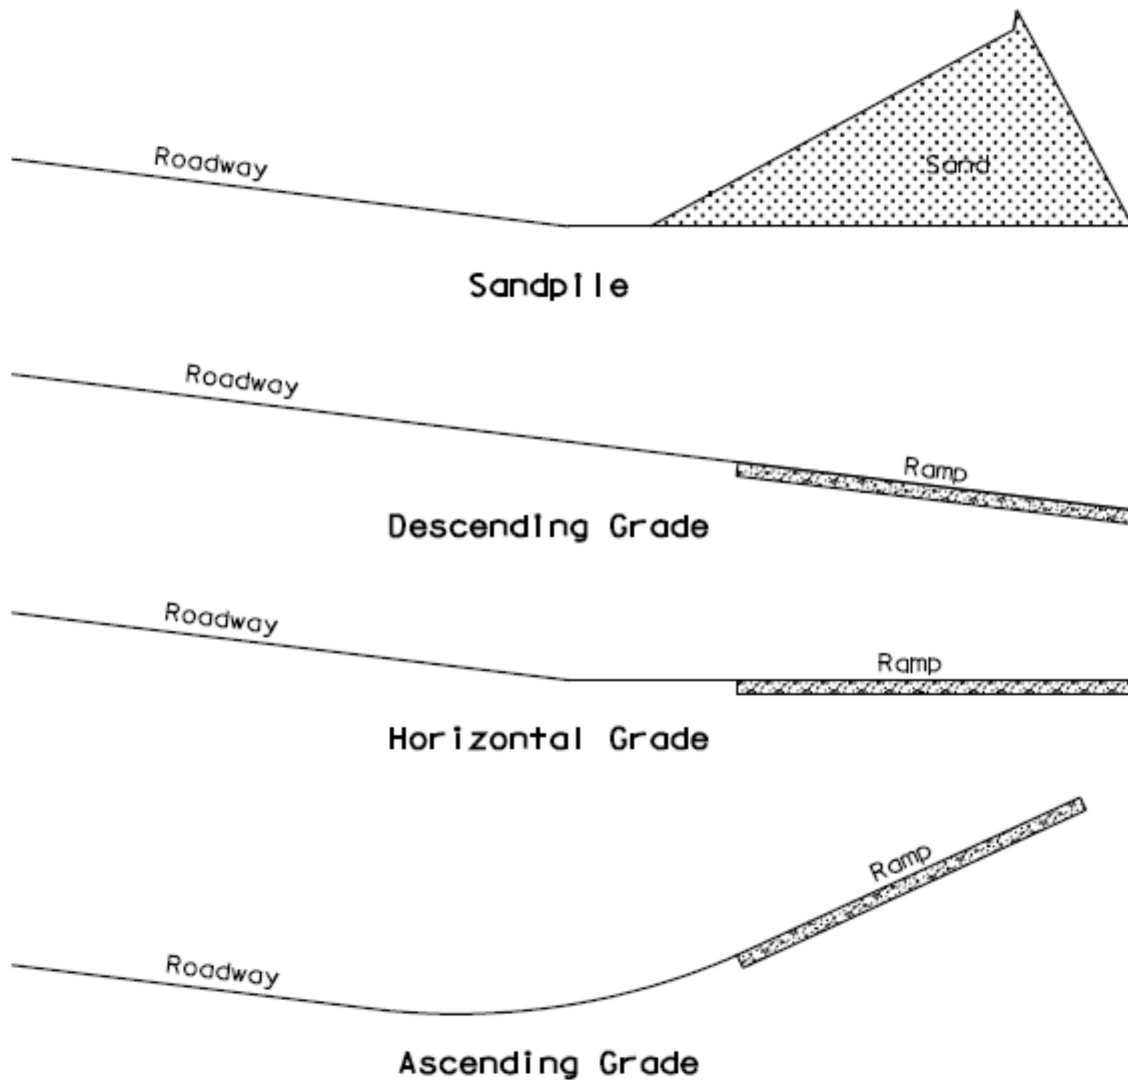 Roadway
Sand
Sandpile
Roadway
Ramp
Descending Grade
Roadway
Ramp
Horizontal Grade
Ramp
Roadway
Ascending Grade